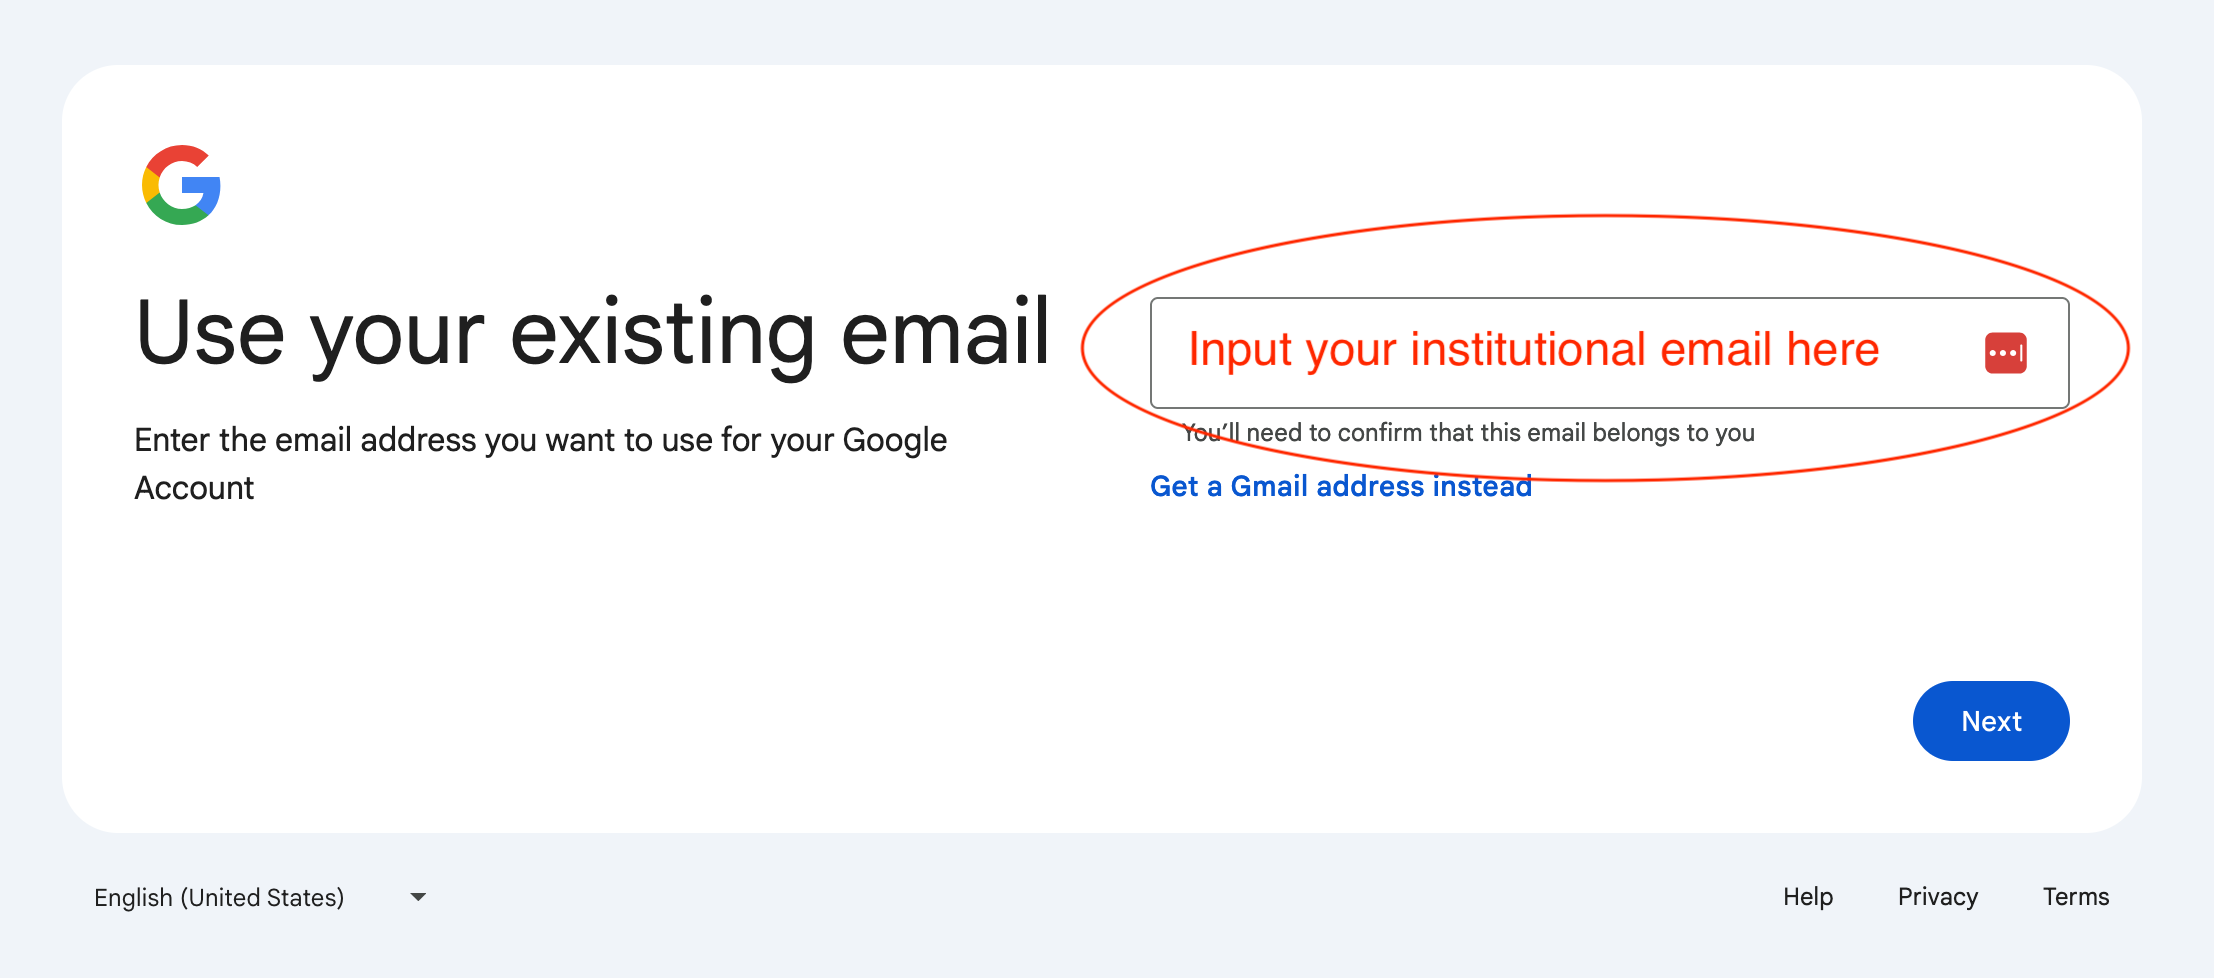 Use your existing email
Enter the email address you want to use for your Google
Account
Input your institutional email here
You’ll need to confirm that this email belongs to you
Get a Gmail address instead
Next
English (United States)
Help Privacy Terms